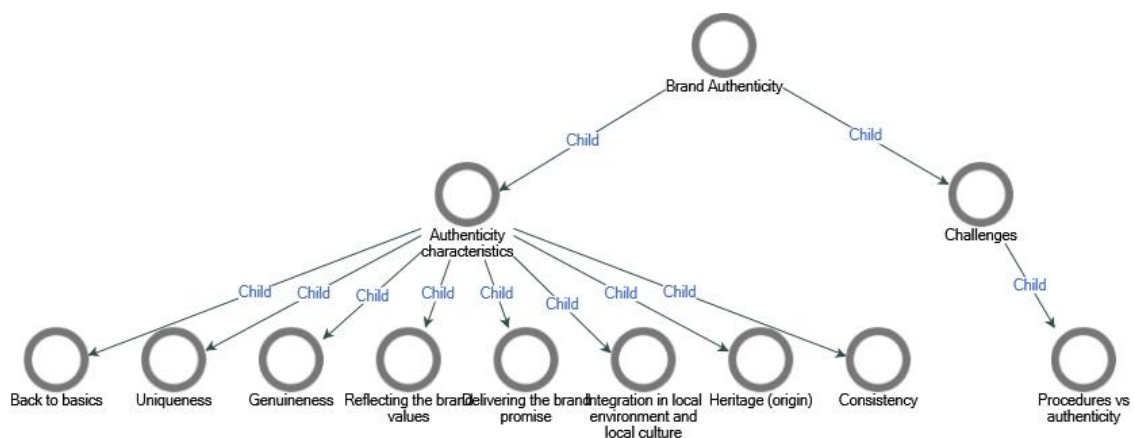 Brand Authenticity
Child
Child
Authenticity
characteristics
Challenges
Child
Child
Child
Child
Child
Child
Child
Child
Child
Back to basics
Uniqueness
Genuineness
Reflecting the brand
values
Delivering the brand
promise
Integration in local
environment and
local culture
Heritage (origin)
Consistency
Procedures vs
authenticity